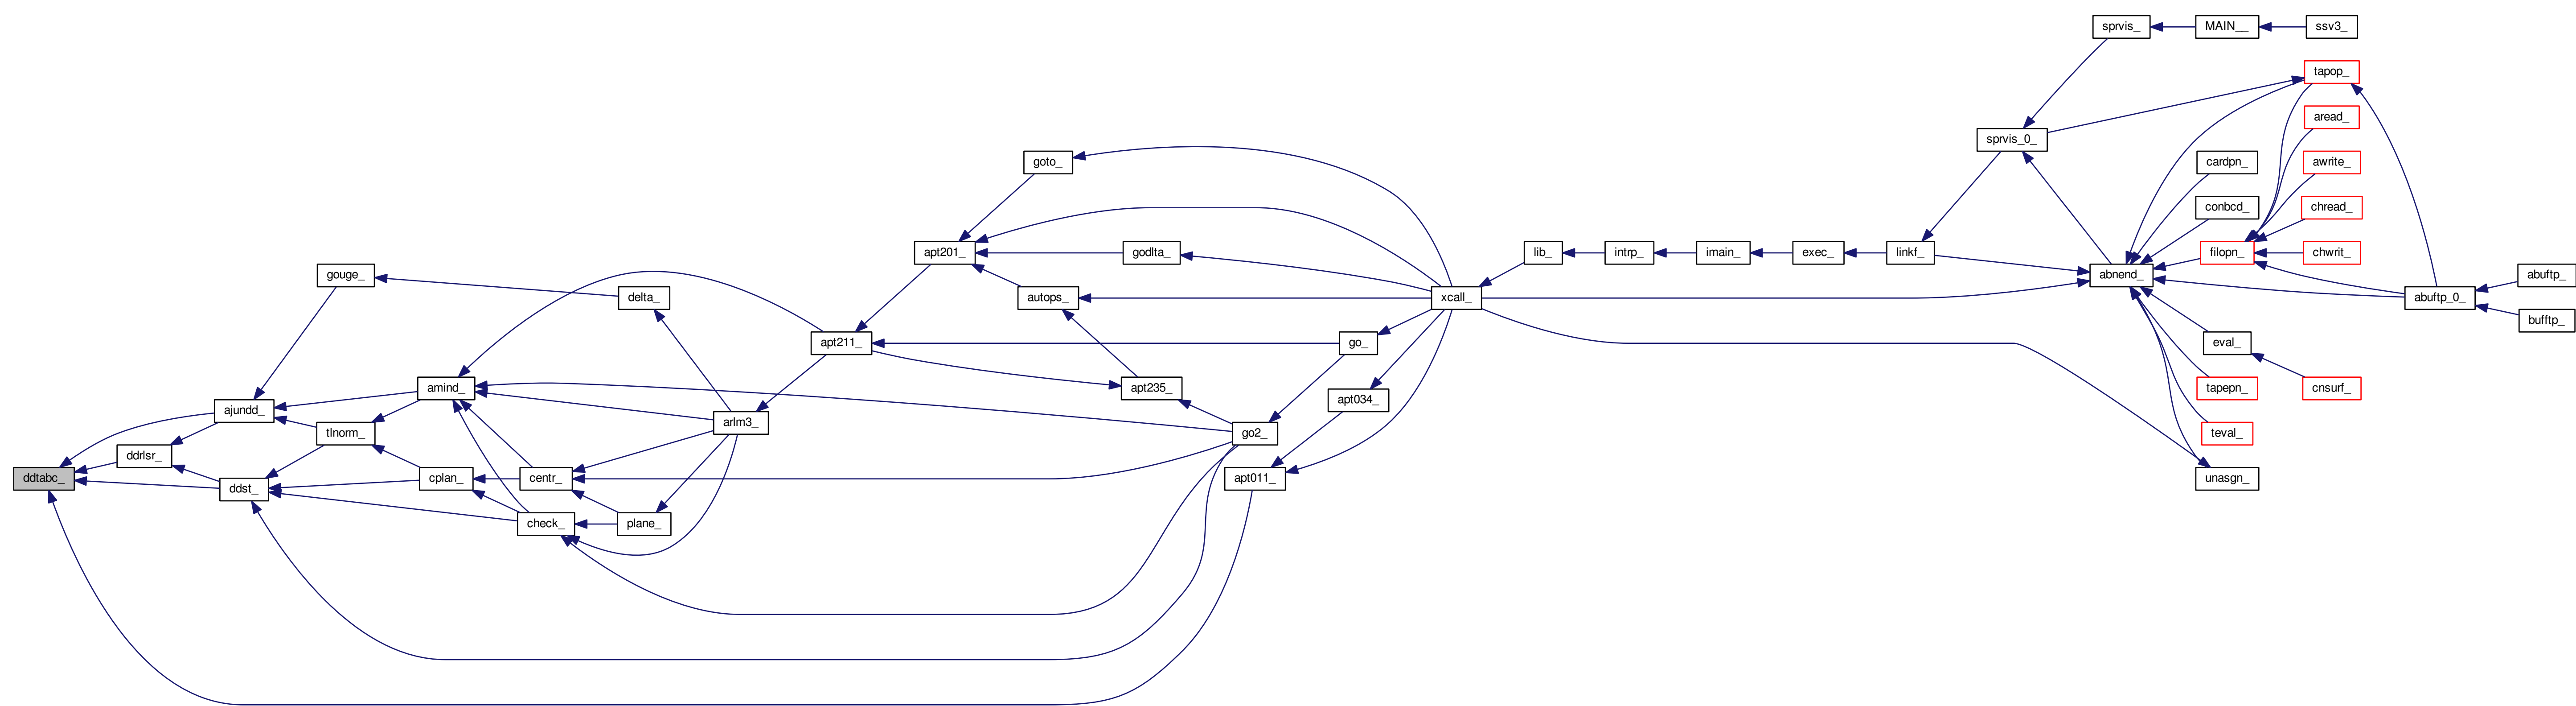 ddtabc_
ajundd_
ddrlsr_
ddst_
gouge_
tlnorm_
amind_
cplan_
centr_
check_
delta_
plane_
arlm3_
apt211_
apt201_
goto_
autops_
godlta_
apt235_
go2_
apt011_
go_
apt034_
xcall_
lib_
intrp_
imain_
exec_
linkf_
sprvis_0_
sprvis_
MAIN__
ssv3_
abnend_
cardpn_
conbcd_
filopn_
eval_
tapepn_
teval_
unasgn_
tapop_
aread_
awrite_
chread_
chwrit_
cnsurf_
abuftp_0_
abuftp_
bufftp_